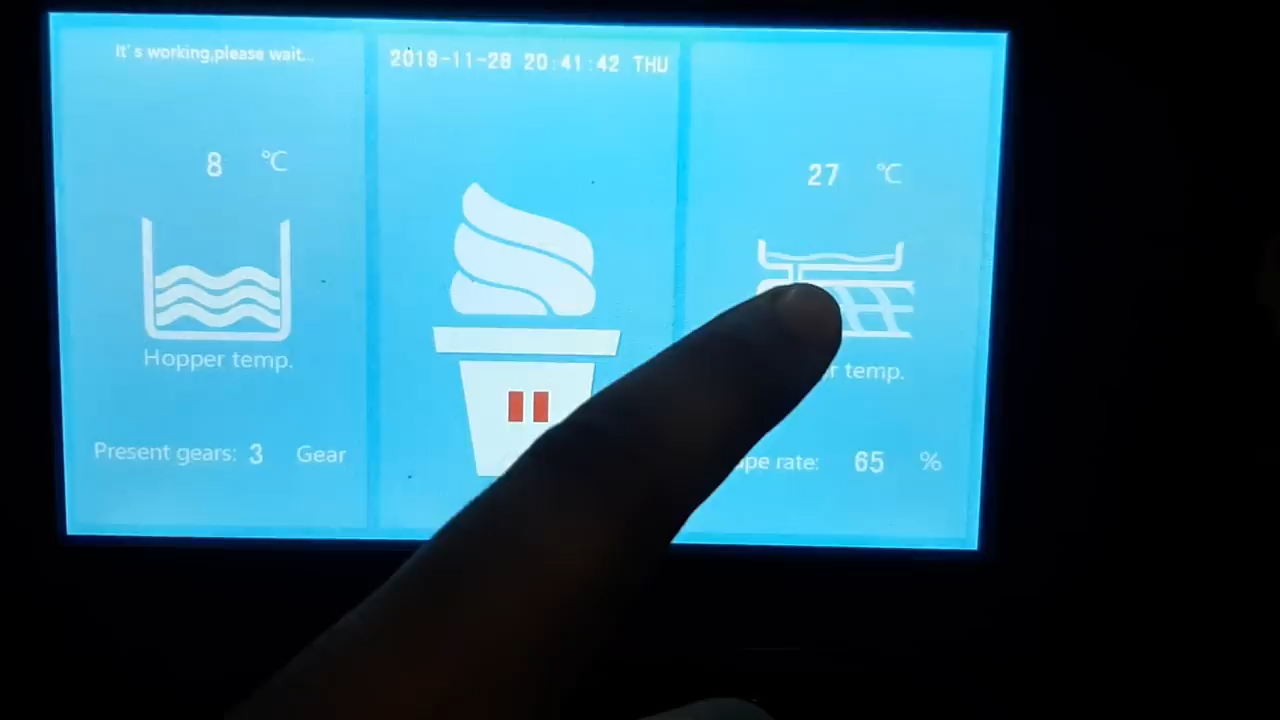 It's working,please wait...
2019-11-28 20:41:42 THU
8 °C
27 °C
Hopper temp.
temp.
Present gears: 3 Gear
rate: 65 %